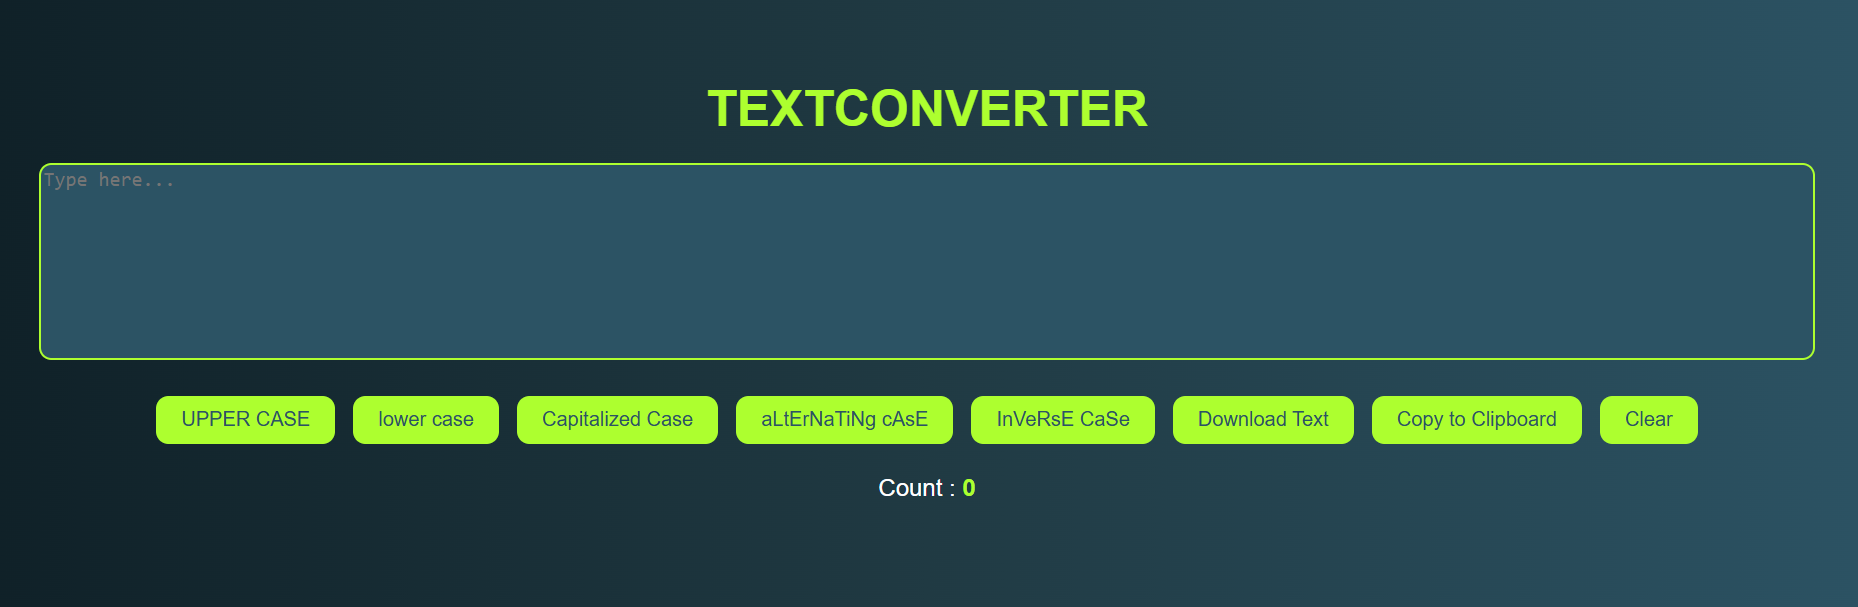 TEXTCONVERTER
Type here...
UPPER CASE lower case Capitalized Case aLtErNaTiNg cAsE InVeRsE CaSe Download Text Copy to Clipboard Clear
Count : 0